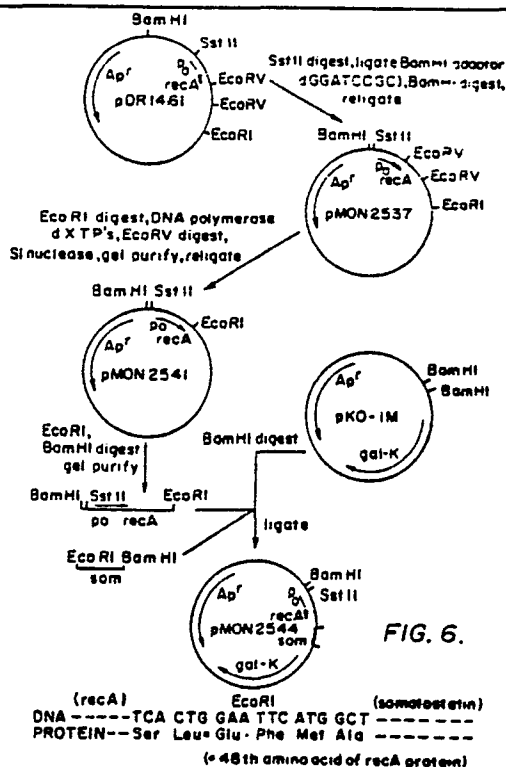 BamHI
SstII
Apr
po
recA
EcoRV
pDR1461
EcoRV
EcoRI
SstII digest, ligate BamHI adaptor
dGGATCCGC), BamHI digest,
religate
BamHI SstII
EcoRV
po
recA
EcoRV
Apr
EcoRI
pMON2537
EcoRI digest, DNA polymerase
dXTP's, EcoRV digest,
SI nuclease, gel purify, religate
BamHI SstII
po
recA
EcoRI
Apr
pMON2541
BamHI
BamHI
Apr
pKO-1M
gal-K
EcoRI,
BamHI digest
gel purify
BamHI digest
BamHI SstII EcoRI
po recA
ligate
EcoRI BamHI
som
BamHI
SstII
Apr
po
recA
pMON2544
som
gal-K
FIG. 6.
(recA) EcoRI (somatostatin)
DNA -----TCA CTG GAA TTC ATG GCT -------
PROTEIN-- Ser Leu* Glu - Phe Met Ala --------
(*48th amino acid of recA protein)